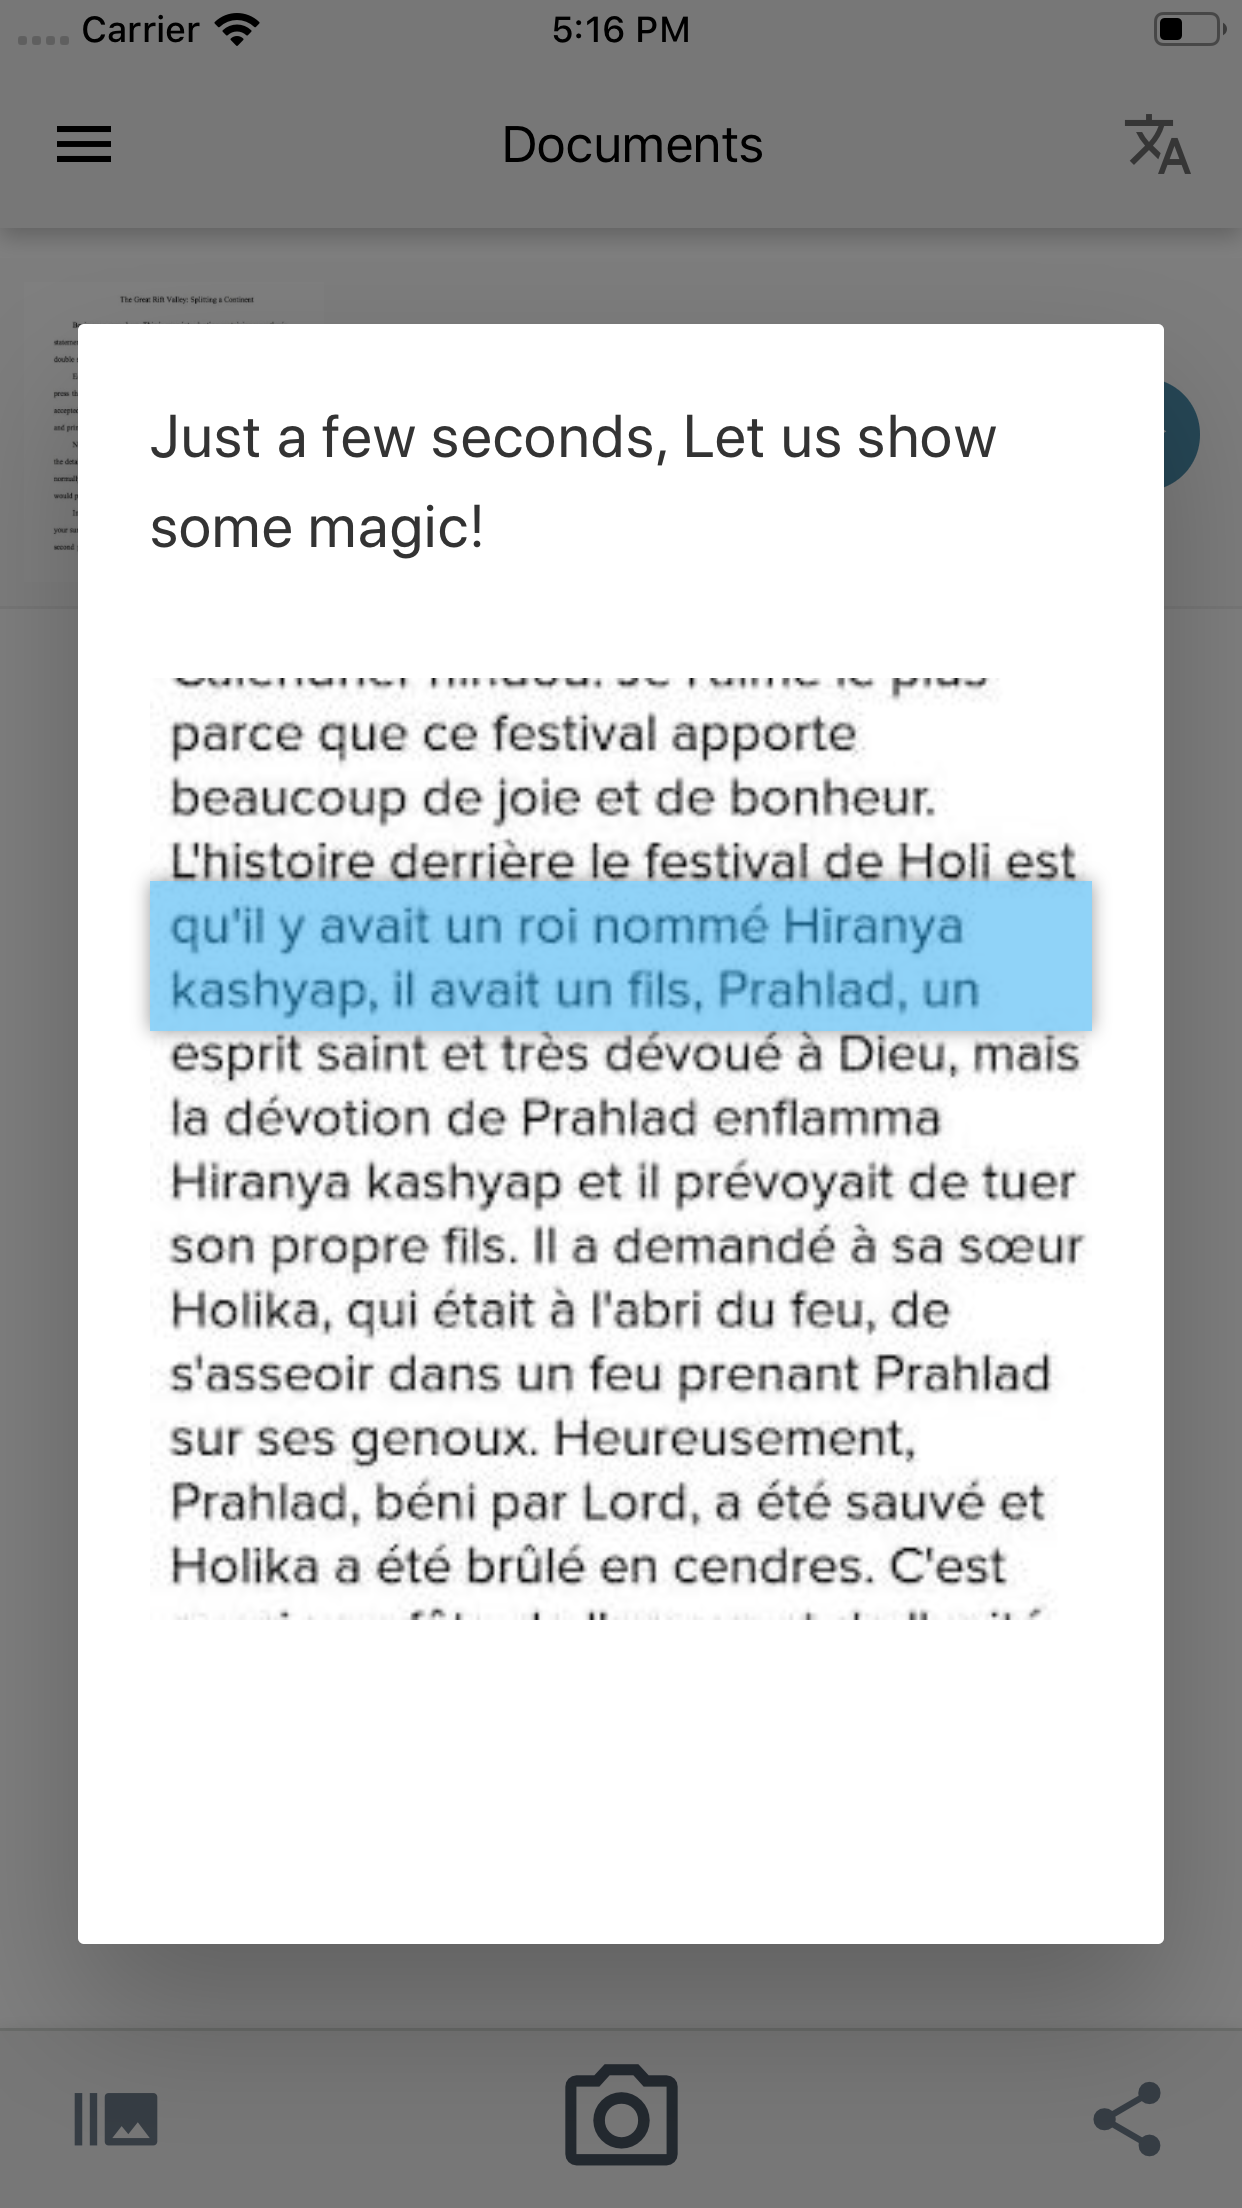 Carrier
5:16 PM
Documents
The Great Rift Valley: Splitting a Continent
Just a few seconds, Let us show
some magic!
parce que ce festival apporte
beaucoup de joie et de bonheur.
L'histoire derrière le festival de Holi est
qu'il y avait un roi nommé Hiranya
kashyap, il avait un fils, Prahlad, un
esprit saint et très dévoué à Dieu, mais
la dévotion de Prahlad enflamma
Hiranya kashyap et il prévoyait de tuer
son propre fils. Il a demandé à sa sœur
Holika, qui était à l'abri du feu, de
s'asseoir dans un feu prenant Prahlad
sur ses genoux. Heureusement,
Prahlad, béni par Lord, a été sauvé et
Holika a été brûlé en cendres. C'est